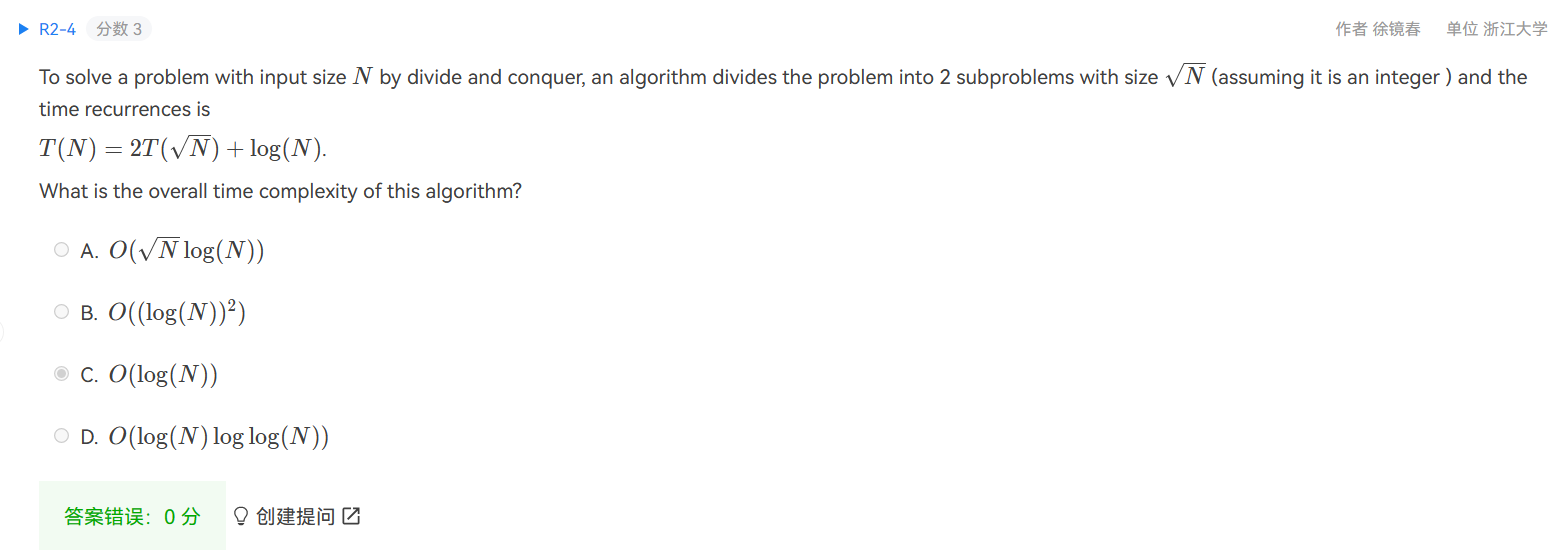 R2-4 分数 3 作者 徐镜春 单位 浙江大学
To solve a problem with input size N by divide and conquer, an algorithm divides the problem into 2 subproblems with size √N (assuming it is an integer ) and the
time recurrences is
T(N) = 2T(√N) + log(N).
What is the overall time complexity of this algorithm?
A. O(√N log(N))
B. O((log(N))²)
C. O(log(N))
D. O(log(N) log log(N))
答案错误：0 分 创建提问